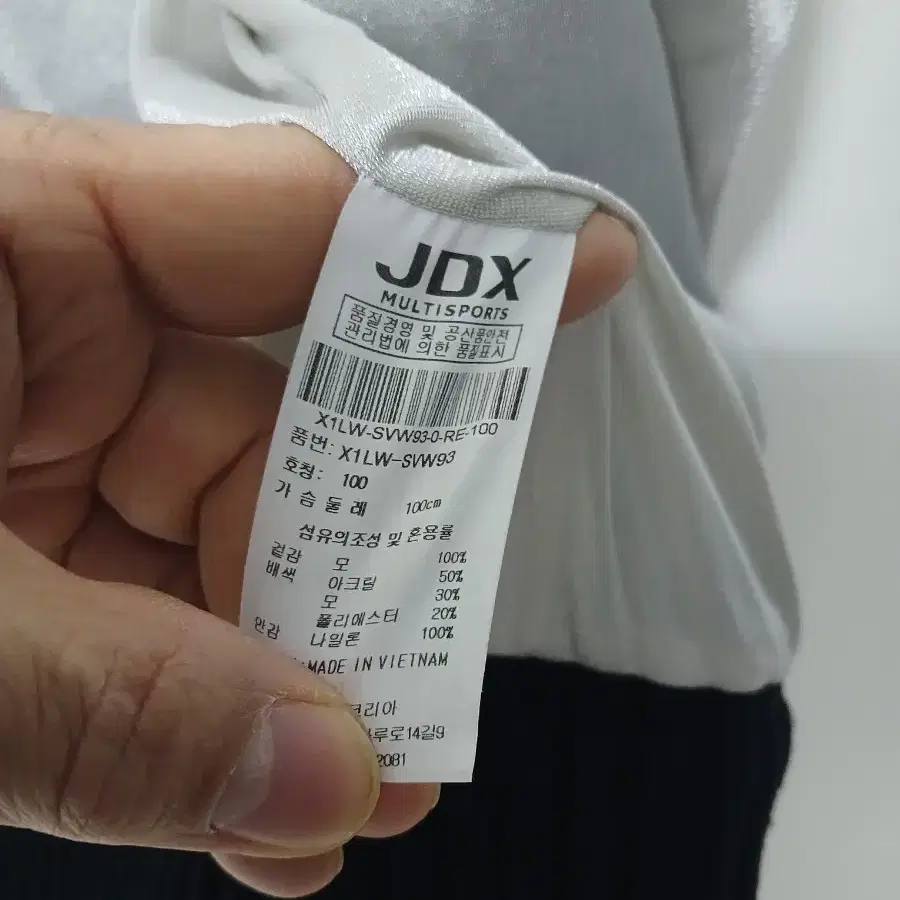 JDX
MULTISPORTS
품질경영 및 공산품안전
관리법에 의한 품질표시
X1LW-SVW93-0-RE-100
품번: X1LW-SVW93
호칭: 100
가슴둘레 100cm
섬유의조성 및 혼용률
겉감 모 100%
배색 아크릴 50%
모 30%
폴리에스터 20%
안감 나일론 100%
MADE IN VIETNAM
코리아
루로14길9
2081